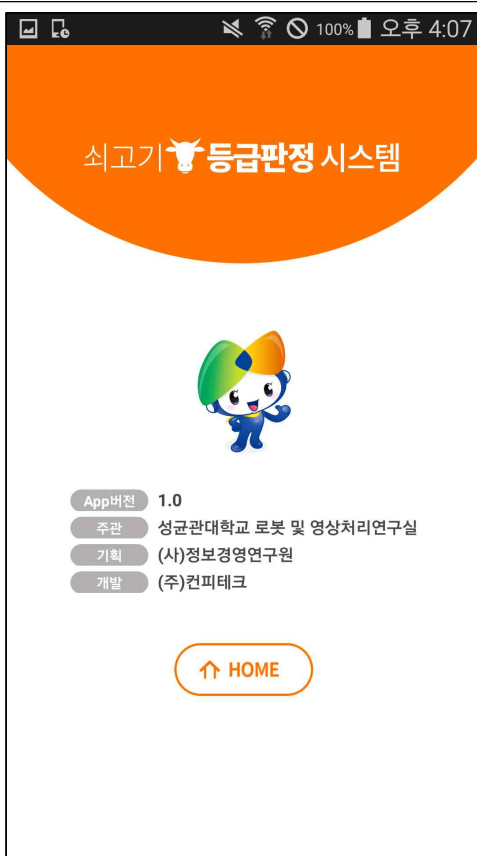 100% 오후 4:07
쇠고기 등급판정 시스템
App버전 1.0
주관 성균관대학교 로봇 및 영상처리연구실
기획 (사)정보경영연구원
개발 (주)컨피테크
HOME